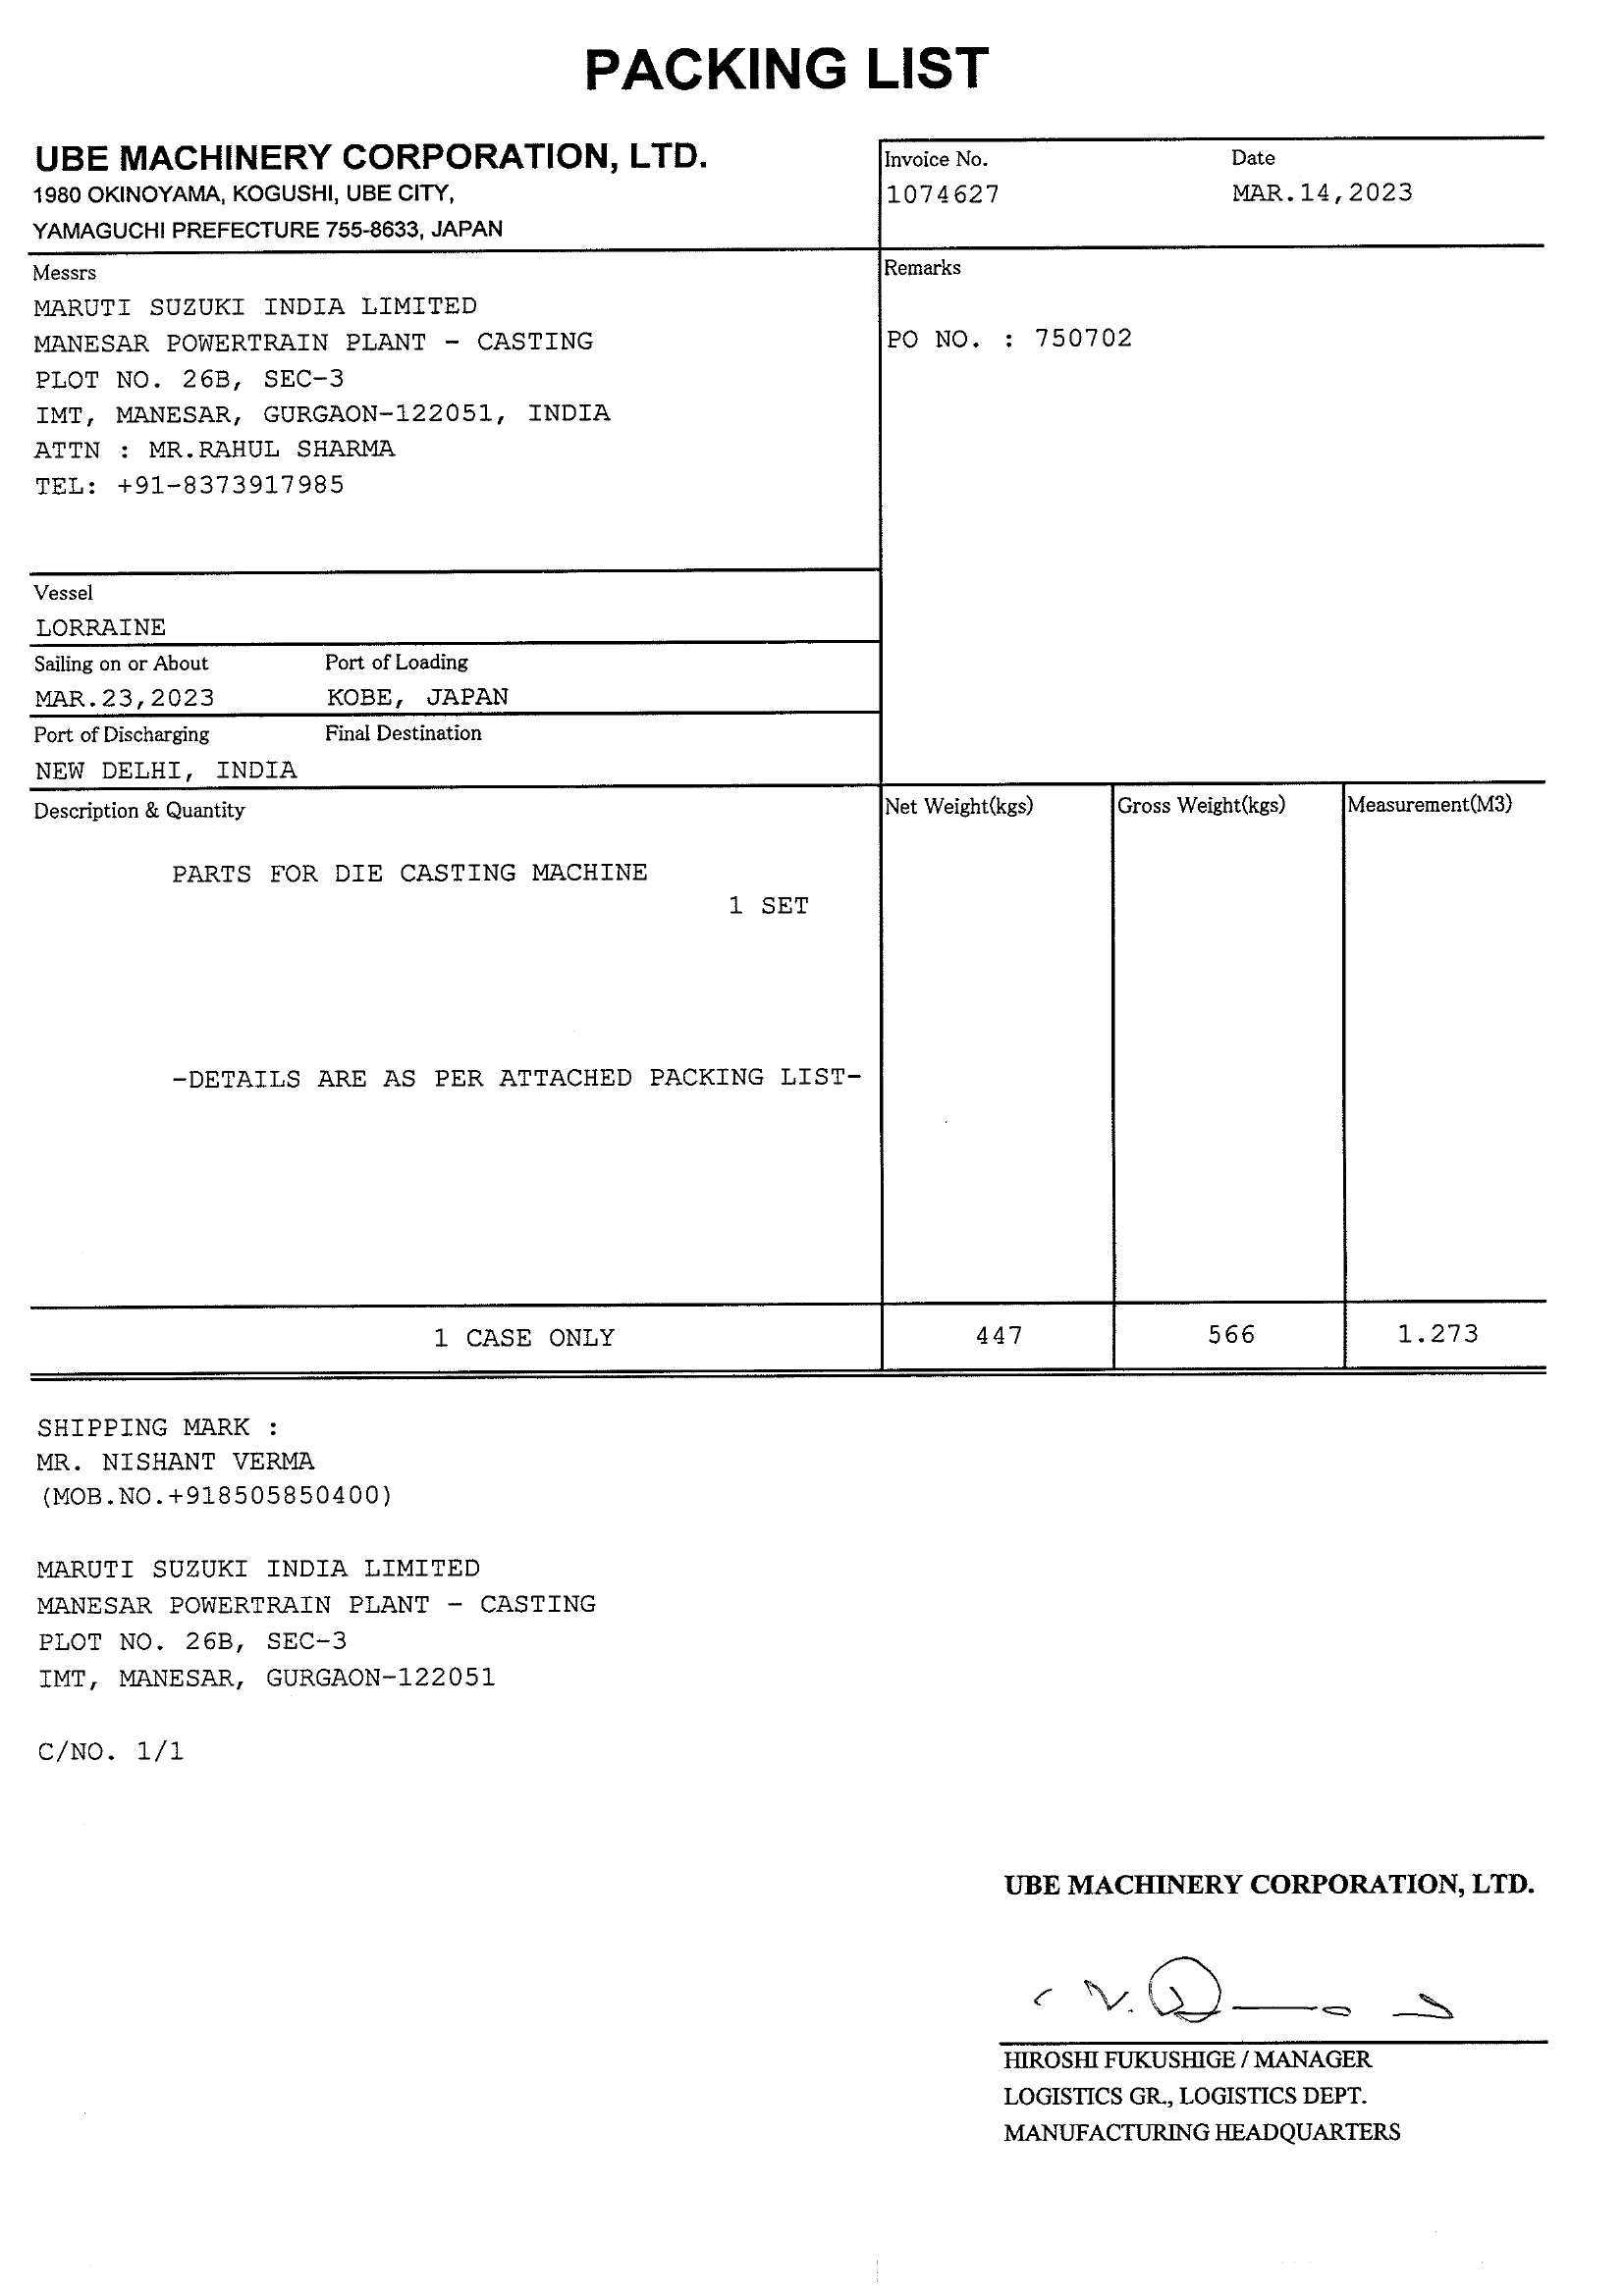 PACKING LIST
UBE MACHINERY CORPORATION, LTD.
1980 OKINOYAMA, KOGUSHI, UBE CITY,
YAMAGUCHI PREFECTURE 755-8633, JAPAN
Invoice No. Date
1074627 MAR.14,2023
Messrs
MARUTI SUZUKI INDIA LIMITED
MANESAR POWERTRAIN PLANT - CASTING
PLOT NO. 26B, SEC-3
IMT, MANESAR, GURGAON-122051, INDIA
ATTN : MR.RAHUL SHARMA
TEL: +91-8373917985
Remarks
PO NO. : 750702
Vessel
LORRAINE
Sailing on or About Port of Loading
MAR.23,2023 KOBE, JAPAN
Port of Discharging Final Destination
NEW DELHI, INDIA
Description & Quantity Net Weight(kgs) Gross Weight(kgs) Measurement(M3)
PARTS FOR DIE CASTING MACHINE
1 SET
-DETAILS ARE AS PER ATTACHED PACKING LIST-
1 CASE ONLY 447 566 1.273
SHIPPING MARK :
MR. NISHANT VERMA
(MOB.NO.+918505850400)
MARUTI SUZUKI INDIA LIMITED
MANESAR POWERTRAIN PLANT - CASTING
PLOT NO. 26B, SEC-3
IMT, MANESAR, GURGAON-122051
C/NO. 1/1
UBE MACHINERY CORPORATION, LTD.
HIROSHI FUKUSHIGE / MANAGER
LOGISTICS GR., LOGISTICS DEPT.
MANUFACTURING HEADQUARTERS